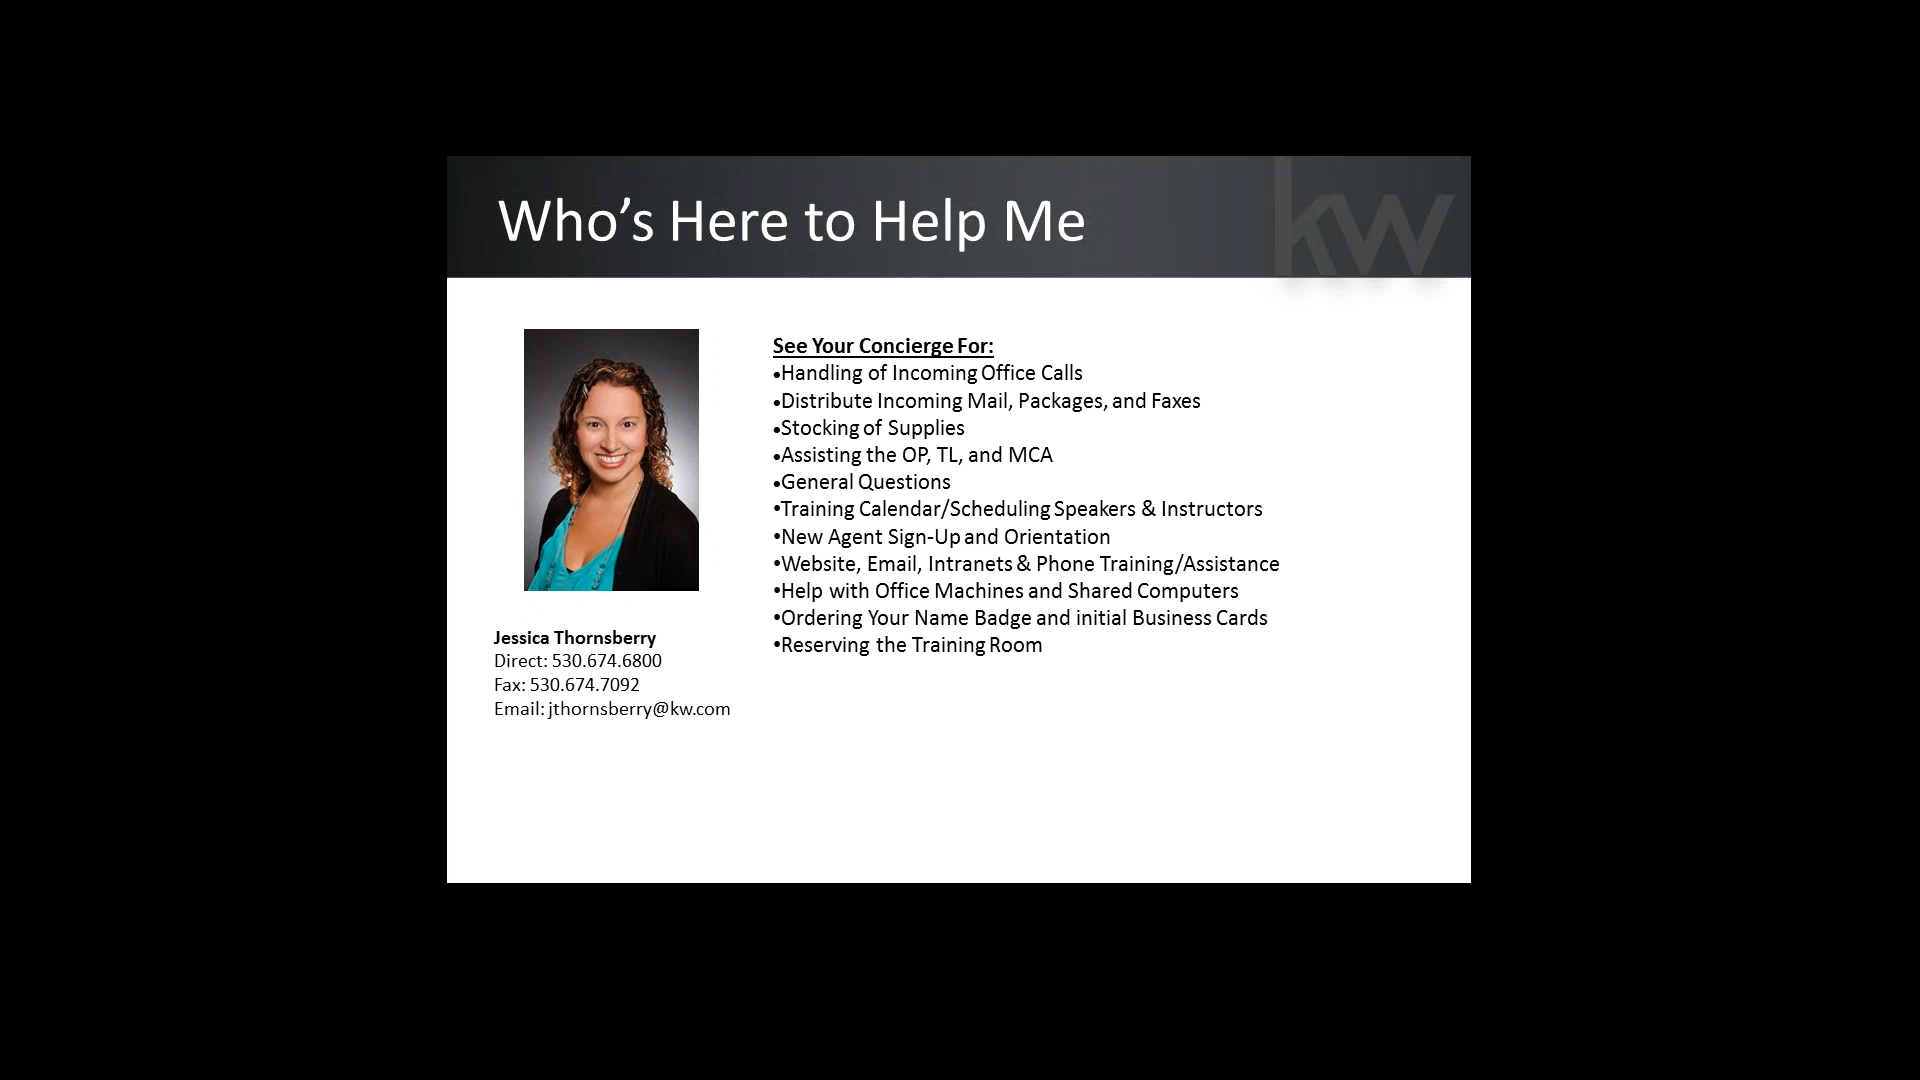 Who’s Here to Help Me
kw
See Your Concierge For:
•Handling of Incoming Office Calls
•Distribute Incoming Mail, Packages, and Faxes
•Stocking of Supplies
•Assisting the OP, TL, and MCA
•General Questions
•Training Calendar/Scheduling Speakers & Instructors
•New Agent Sign-Up and Orientation
•Website, Email, Intranets & Phone Training/Assistance
•Help with Office Machines and Shared Computers
•Ordering Your Name Badge and initial Business Cards
•Reserving the Training Room
Jessica Thornsberry
Direct: 530.674.6800
Fax: 530.674.7092
Email: jthornsberry@kw.com